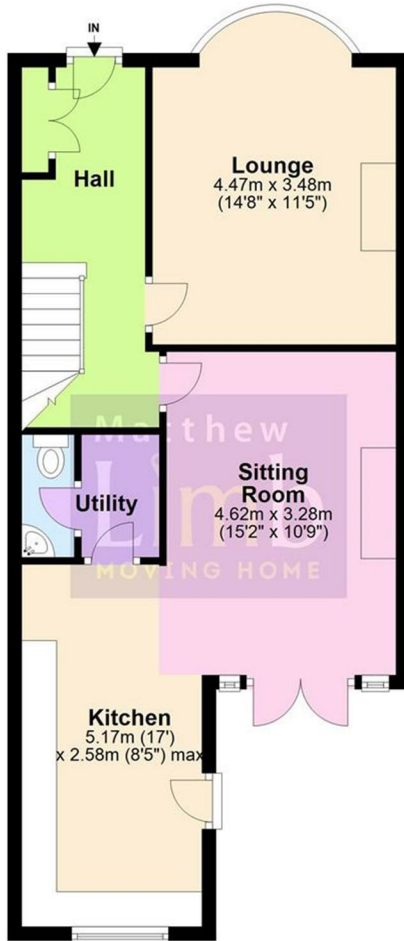 IN
Hall
Lounge
4.47m x 3.48m
(14'8" x 11'5")
Matthew
Limb
MOVING HOME
Utility
Sitting
Room
4.62m x 3.28m
(15'2" x 10'9")
Kitchen
5.17m (17')
x 2.58m (8'5") max